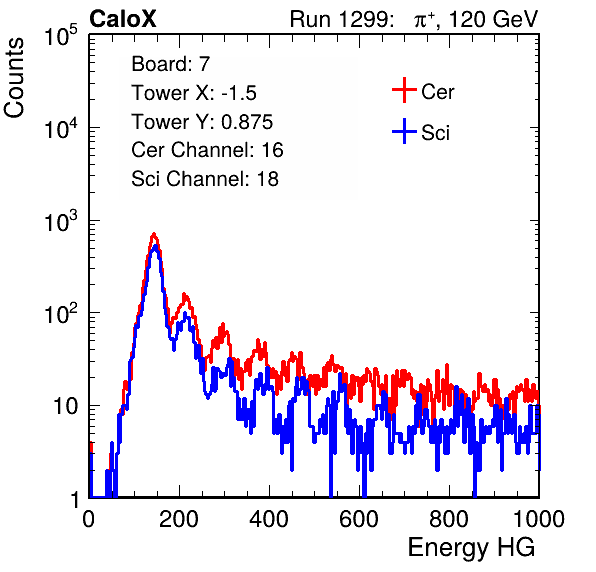 CaloX Run 1299: π⁺, 120 GeV
Counts
10⁵
10⁴
10³
10²
10
1
Board: 7
Tower X: -1.5
Tower Y: 0.875
Cer Channel: 16
Sci Channel: 18
Cer
Sci
0 200 400 600 800 1000
Energy HG